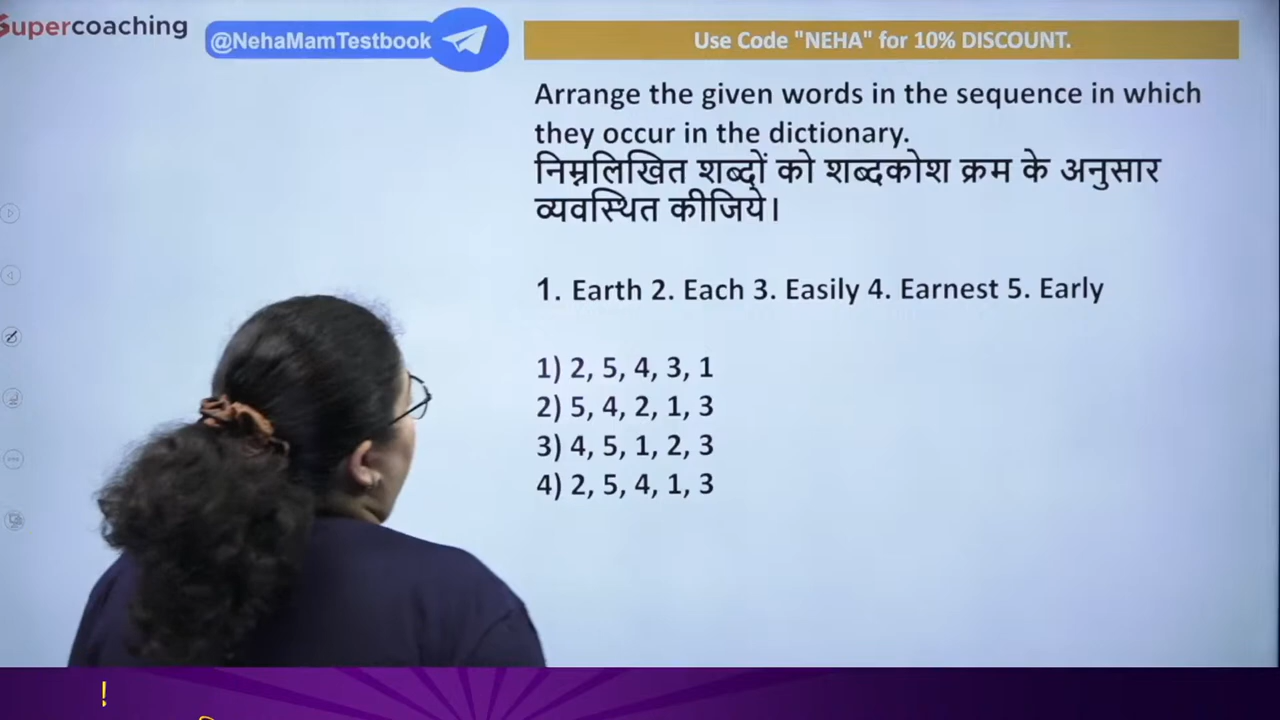 Supercoaching
@NehaMamTestbook
Use Code "NEHA" for 10% DISCOUNT.
Arrange the given words in the sequence in which
they occur in the dictionary.
निम्नलिखित शब्दों को शब्दकोश क्रम के अनुसार
व्यवस्थित कीजिये।
1. Earth 2. Each 3. Easily 4. Earnest 5. Early
1) 2, 5, 4, 3, 1
2) 5, 4, 2, 1, 3
3) 4, 5, 1, 2, 3
4) 2, 5, 4, 1, 3
!